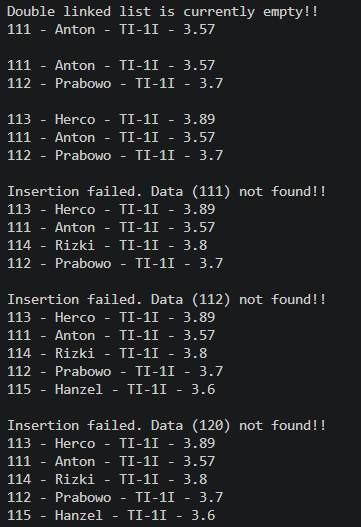 Double linked list is currently empty!!
111 - Anton - TI-1I - 3.57
111 - Anton - TI-1I - 3.57
112 - Prabowo - TI-1I - 3.7
113 - Herco - TI-1I - 3.89
111 - Anton - TI-1I - 3.57
112 - Prabowo - TI-1I - 3.7
Insertion failed. Data (111) not found!!
113 - Herco - TI-1I - 3.89
111 - Anton - TI-1I - 3.57
114 - Rizki - TI-1I - 3.8
112 - Prabowo - TI-1I - 3.7
Insertion failed. Data (112) not found!!
113 - Herco - TI-1I - 3.89
111 - Anton - TI-1I - 3.57
114 - Rizki - TI-1I - 3.8
112 - Prabowo - TI-1I - 3.7
115 - Hanzel - TI-1I - 3.6
Insertion failed. Data (120) not found!!
113 - Herco - TI-1I - 3.89
111 - Anton - TI-1I - 3.57
114 - Rizki - TI-1I - 3.8
112 - Prabowo - TI-1I - 3.7
115 - Hanzel - TI-1I - 3.6